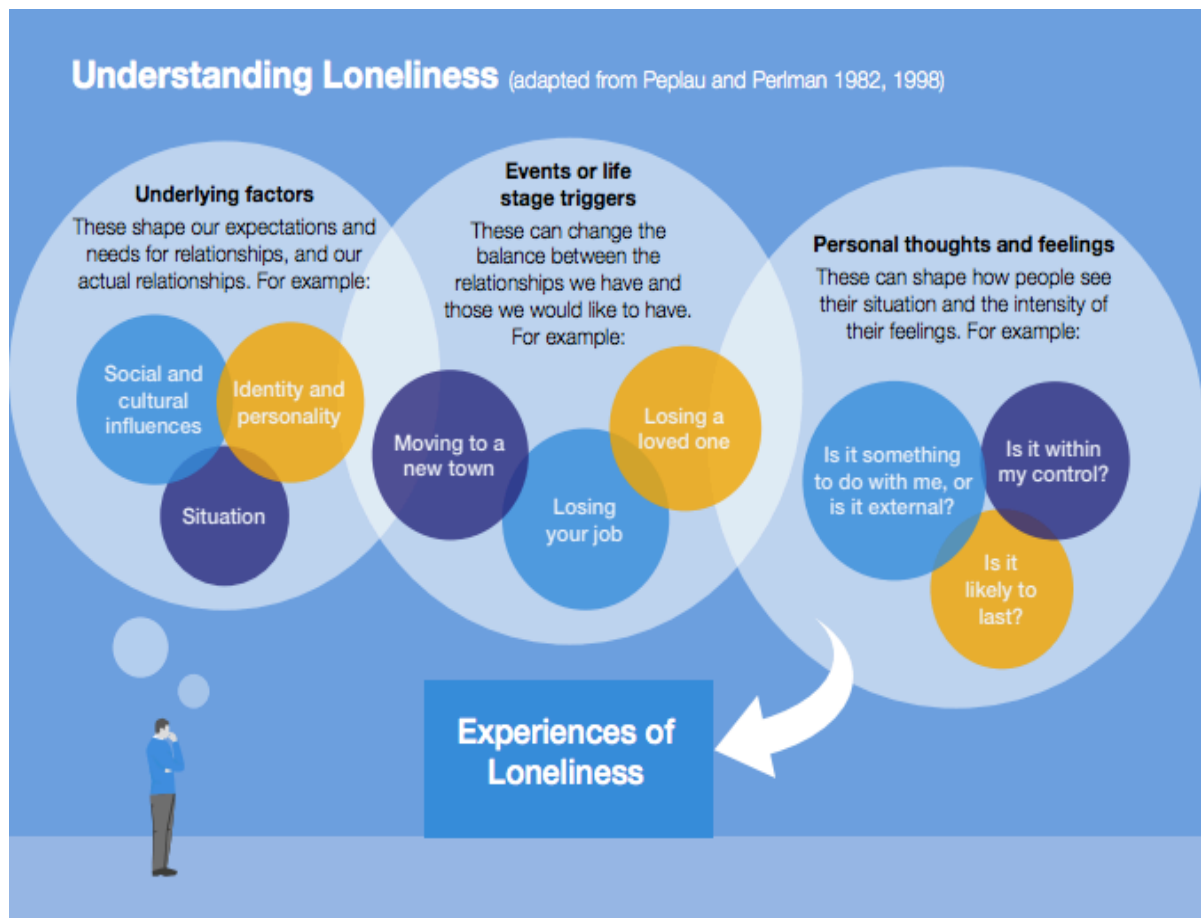 Understanding Loneliness (adapted from Peplau and Perlman 1982, 1998)
Underlying factors
These shape our expectations and
needs for relationships, and our
actual relationships. For example:
Social and
cultural
influences
Identity and
personality
Situation
Events or life
stage triggers
These can change the
balance between the
relationships we have and
those we would like to have.
For example:
Moving to a
new town
Losing
your job
Losing a
loved one
Personal thoughts and feelings
These can shape how people see
their situation and the intensity of
their feelings. For example:
Is it something
to do with me, or
is it external?
Is it within
my control?
Is it
likely to
last?
Experiences of
Loneliness